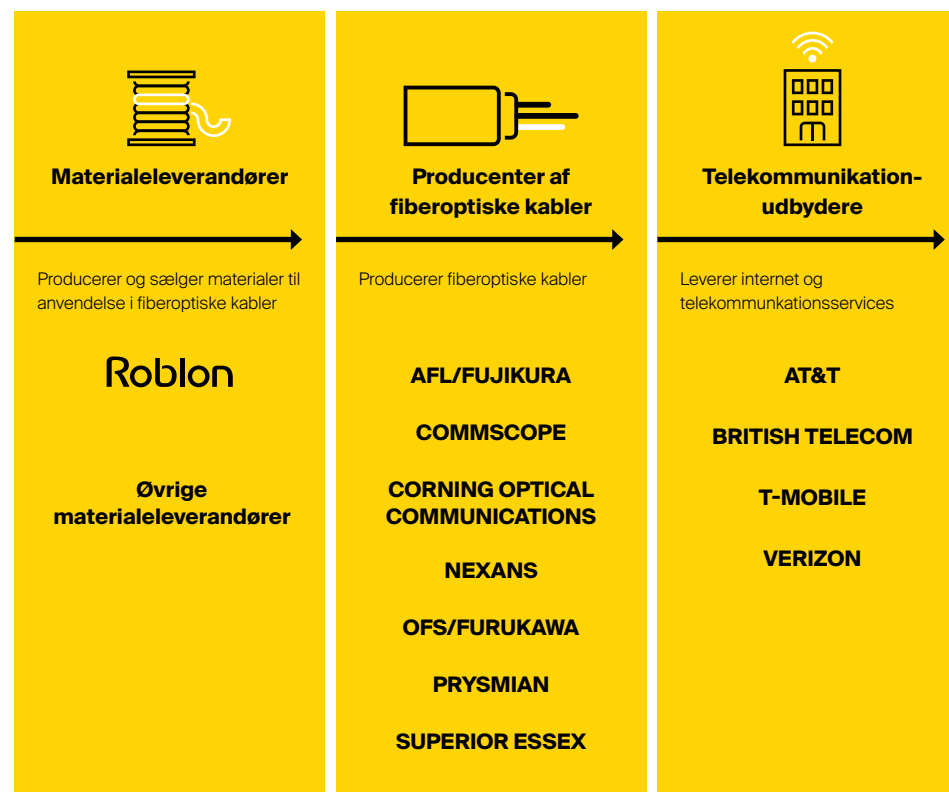 Materialeleverandører
Producerer og sælger materialer til
anvendelse i fiberoptiske kabler
Roblon
Øvrige
materialeleverandører
Producenter af
fiberoptiske kabler
Producerer fiberoptiske kabler
AFL/FUJIKURA
COMMSCOPE
CORNING OPTICAL
COMMUNICATIONS
NEXANS
OFS/FURUKAWA
PRYSMIAN
SUPERIOR ESSEX
Telekommunikation-
udbydere
Leverer internet og
telekommunkationsservices
AT&T
BRITISH TELECOM
T-MOBILE
VERIZON